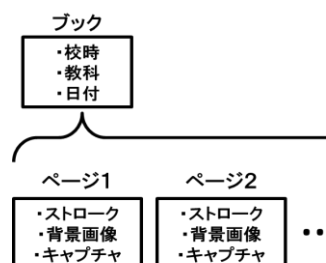 ブック
・校時
・教科
・日付
ページ1
ページ2
・ストローク
・背景画像
・キャプチャ
・ストローク
・背景画像
・キャプチャ
・・